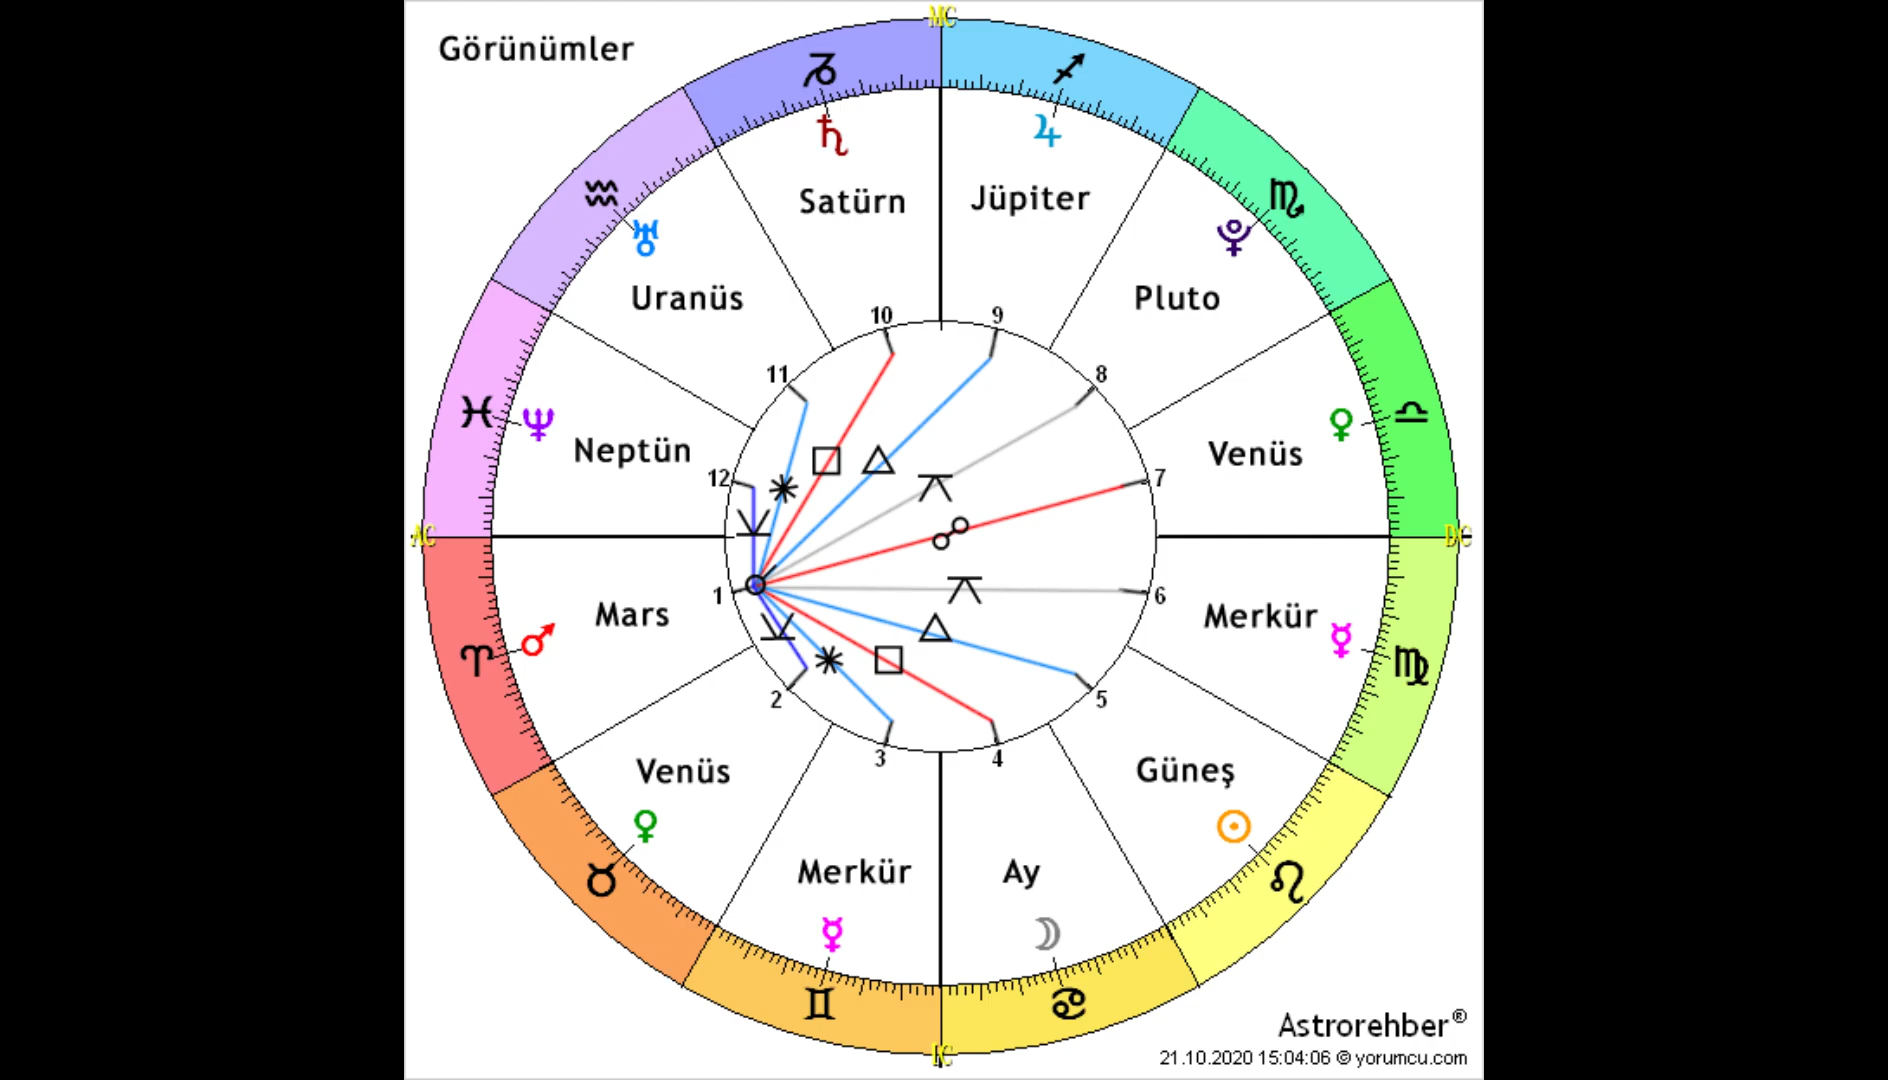 Görünümler
MC
Satürn
Jüpiter
Uranüs
Pluto
10
9
11
8
Neptün
Venüs
12
7
AC
DC
1
6
Mars
Merkür
2
5
3
4
Venüs
Güneş
Merkür
Ay
IC
Astrorehber®
21.10.2020 15:04:06 © yorumcu.com